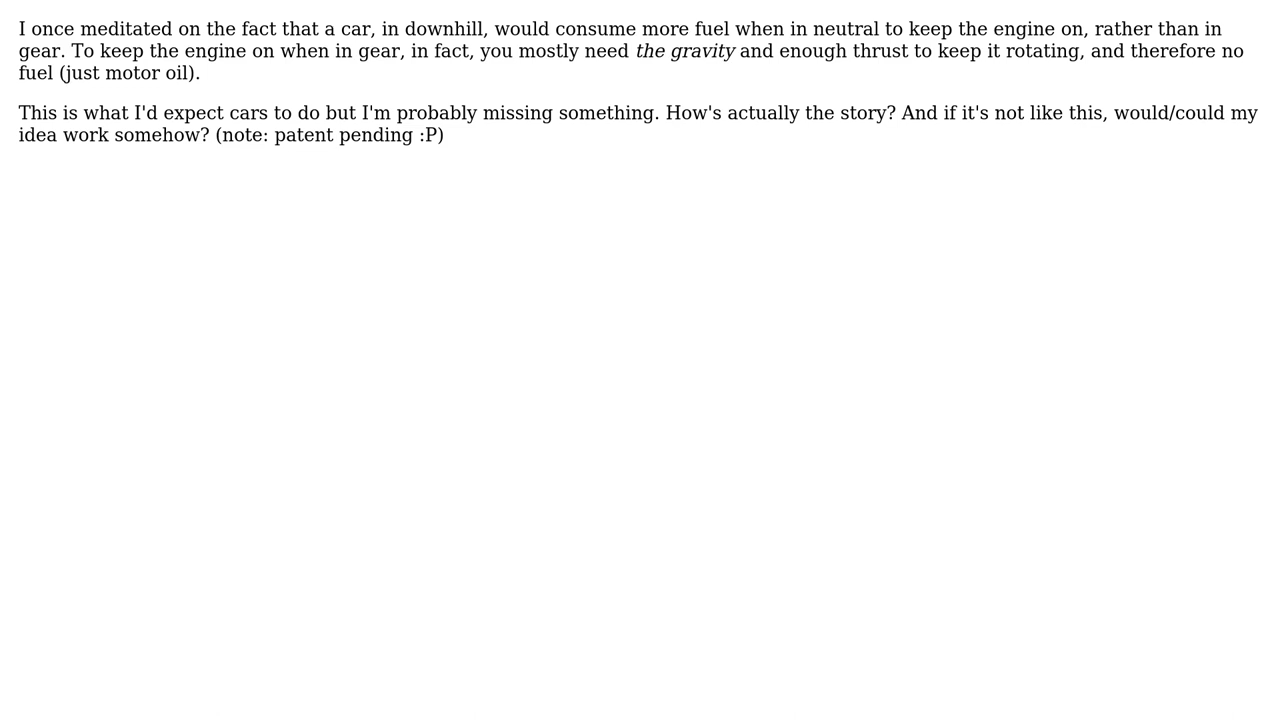 I once meditated on the fact that a car, in downhill, would consume more fuel when in neutral to keep the engine on, rather than in
gear. To keep the engine on when in gear, in fact, you mostly need the gravity and enough thrust to keep it rotating, and therefore no
fuel (just motor oil).
This is what I'd expect cars to do but I'm probably missing something. How's actually the story? And if it's not like this, would/could my
idea work somehow? (note: patent pending :P)